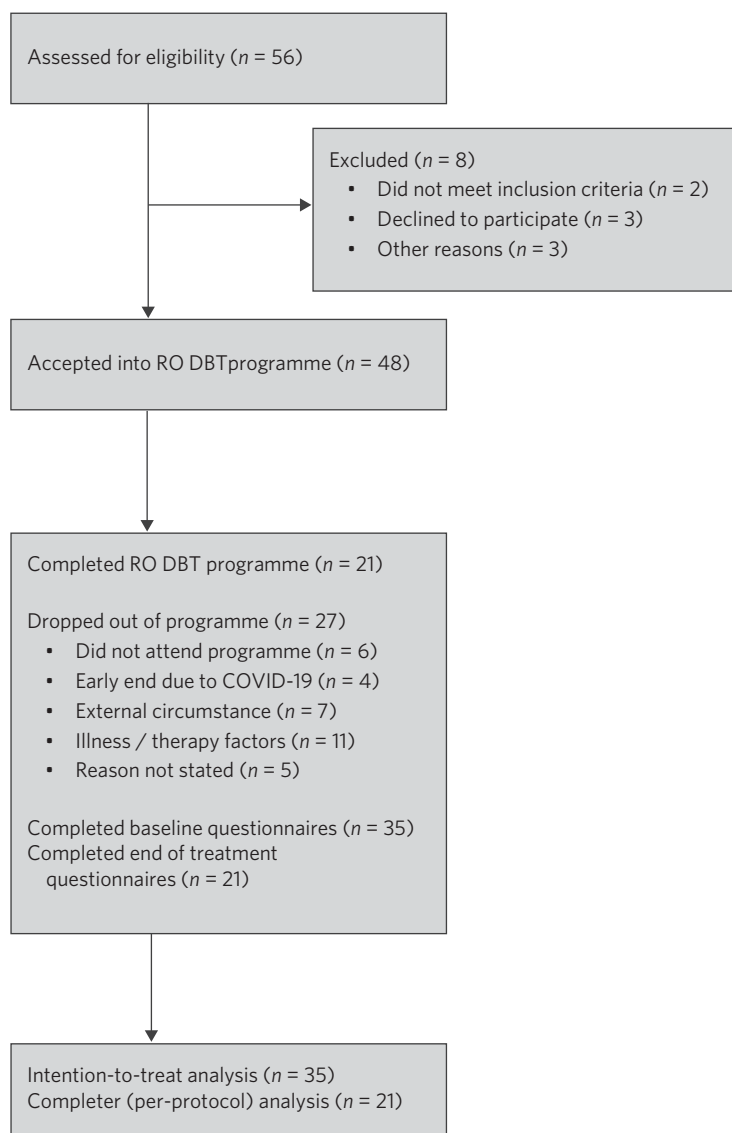 Assessed for eligibility (n = 56)
Excluded (n = 8)
• Did not meet inclusion criteria (n = 2)
• Declined to participate (n = 3)
• Other reasons (n = 3)
Accepted into RO DBTprogramme (n = 48)
Completed RO DBT programme (n = 21)
Dropped out of programme (n = 27)
• Did not attend programme (n = 6)
• Early end due to COVID-19 (n = 4)
• External circumstance (n = 7)
• Illness / therapy factors (n = 11)
• Reason not stated (n = 5)
Completed baseline questionnaires (n = 35)
Completed end of treatment
questionnaires (n = 21)
Intention-to-treat analysis (n = 35)
Completer (per-protocol) analysis (n = 21)